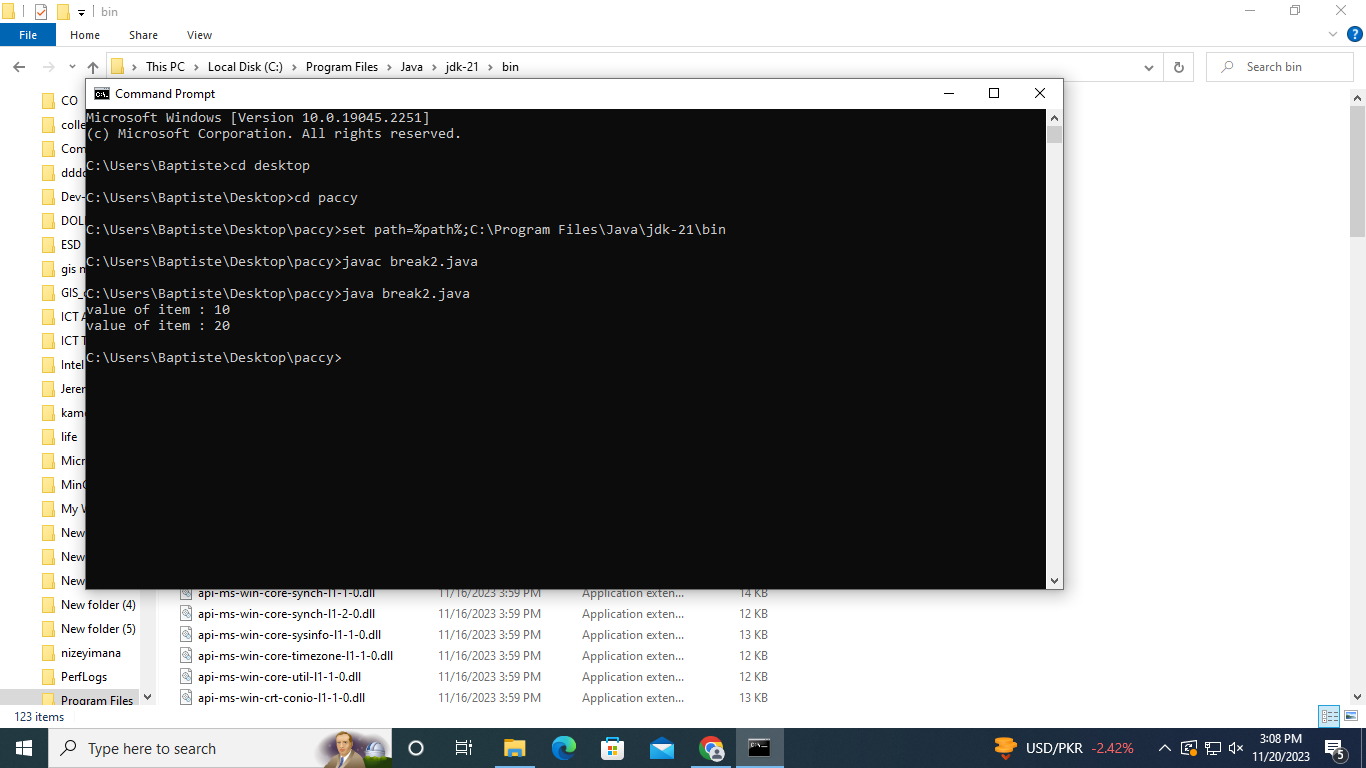 bin
File Home Share View
This PC Local Disk (C:) Program Files Java jdk-21 bin
Search bin
Command Prompt
Microsoft Windows [Version 10.0.19045.2251]
(c) Microsoft Corporation. All rights reserved.
C:\Users\Baptiste>cd desktop
C:\Users\Baptiste\Desktop>cd paccy
C:\Users\Baptiste\Desktop\paccy>set path=%path%;C:\Program Files\Java\jdk-21\bin
C:\Users\Baptiste\Desktop\paccy>javac break2.java
C:\Users\Baptiste\Desktop\paccy>java break2.java
value of item : 10
value of item : 20
C:\Users\Baptiste\Desktop\paccy>
CO
colle
Com
Dev-
DOL
ESD
gis
GIS_
ICT
ICT
Intel
Jerer
kam
life
Micr
Min
My
New
New
New
New folder (4)
New folder (5)
nizeyimana
PerfLogs
Program Files
api-ms-win-core-synch-l1-1-0.dll 11/16/2023 3:59 PM Application exten... 14 KB
api-ms-win-core-synch-l1-2-0.dll 11/16/2023 3:59 PM Application exten... 12 KB
api-ms-win-core-sysinfo-l1-1-0.dll 11/16/2023 3:59 PM Application exten... 13 KB
api-ms-win-core-timezone-l1-1-0.dll 11/16/2023 3:59 PM Application exten... 12 KB
api-ms-win-core-util-l1-1-0.dll 11/16/2023 3:59 PM Application exten... 12 KB
api-ms-win-crt-conio-l1-1-0.dll 11/16/2023 3:59 PM Application exten... 13 KB
123 items
Type here to search
USD/PKR -2.42%
3:08 PM
11/20/2023
5